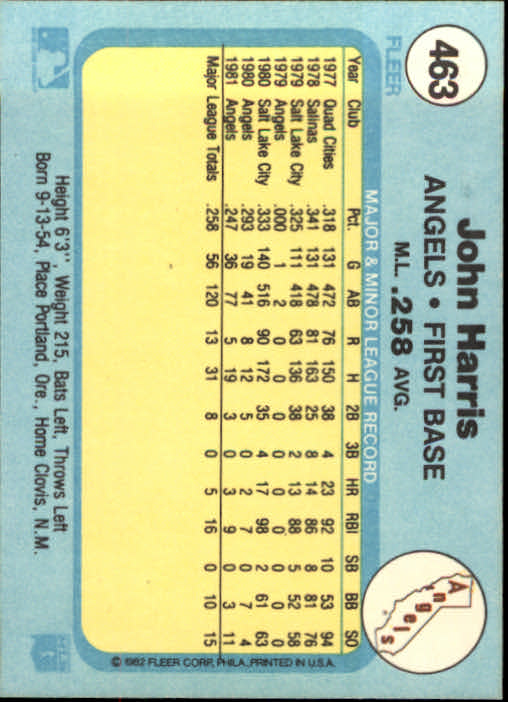 463
FLEER
John Harris
ANGELS • FIRST BASE
M.L. .258 AVG.
Angels
MAJOR & MINOR LEAGUE RECORD
Year Club Pct. G AB R H 2B 3B HR RBI SB BB SO
1977 Quad Cities .318 131 472 76 150 38 4 23 92 10 53 94
1978 Salinas .341 131 478 81 163 25 8 14 86 8 81 76
1979 Salt Lake City .325 111 418 63 136 38 2 13 88 5 52 58
1979 Angels .000 1 2 0 0 0 0 0 0 0 0 0
1980 Salt Lake City .333 140 516 90 172 35 4 17 98 2 61 63
1980 Angels .293 19 41 8 12 5 0 2 7 0 7 4
1981 Angels .247 36 77 5 19 3 0 3 9 0 3 11
Major League Totals .258 56 120 13 31 8 0 5 16 0 10 15
© 1982 FLEER CORP., PHILA., PRINTED IN U.S.A.
Height 6'3", Weight 215, Bats Left, Throws Left
Born 9-13-54, Place Portland, Ore., Home Clovis, N.M.